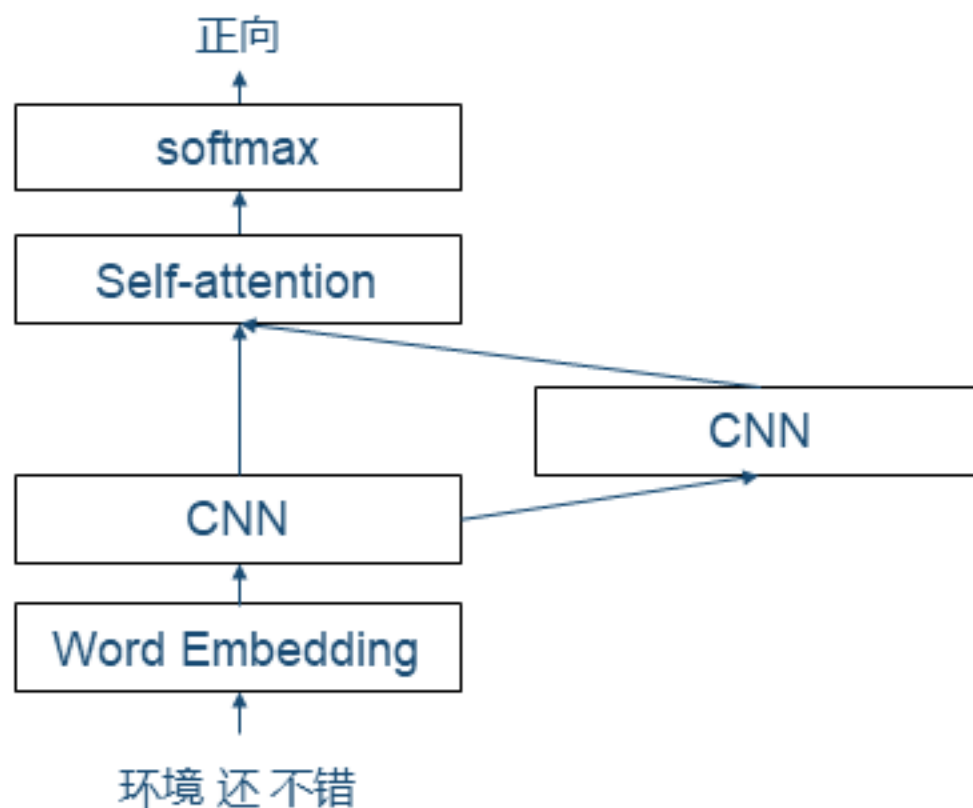 正向
softmax
Self-attention
CNN
CNN
Word Embedding
环境 还 不错